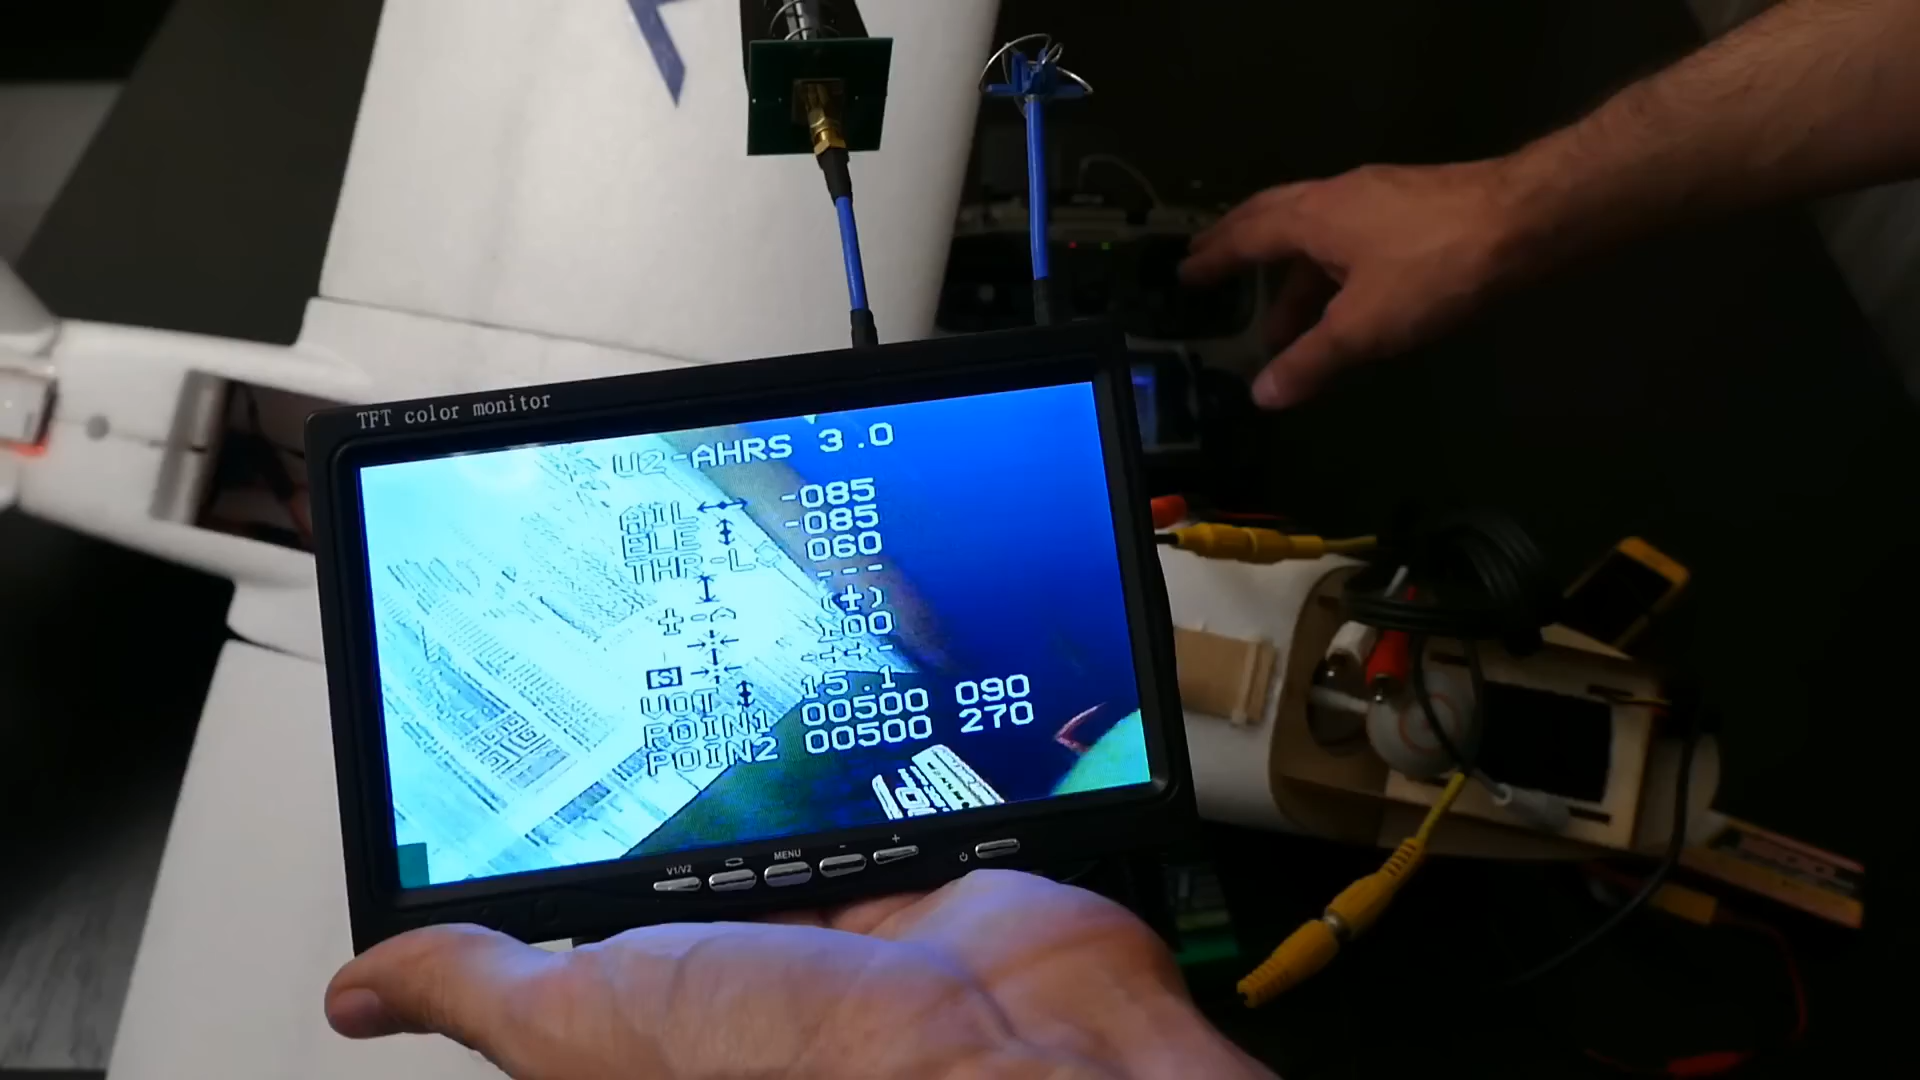 TFT color monitor
U2-AHRS 3.0
AIL -085
ELE -085
THR-L 060
---
(±)
100
---
[S]
VOT 15.1
POIN1 00500 090
POIN2 00500 270
V1/V2 MENU - +